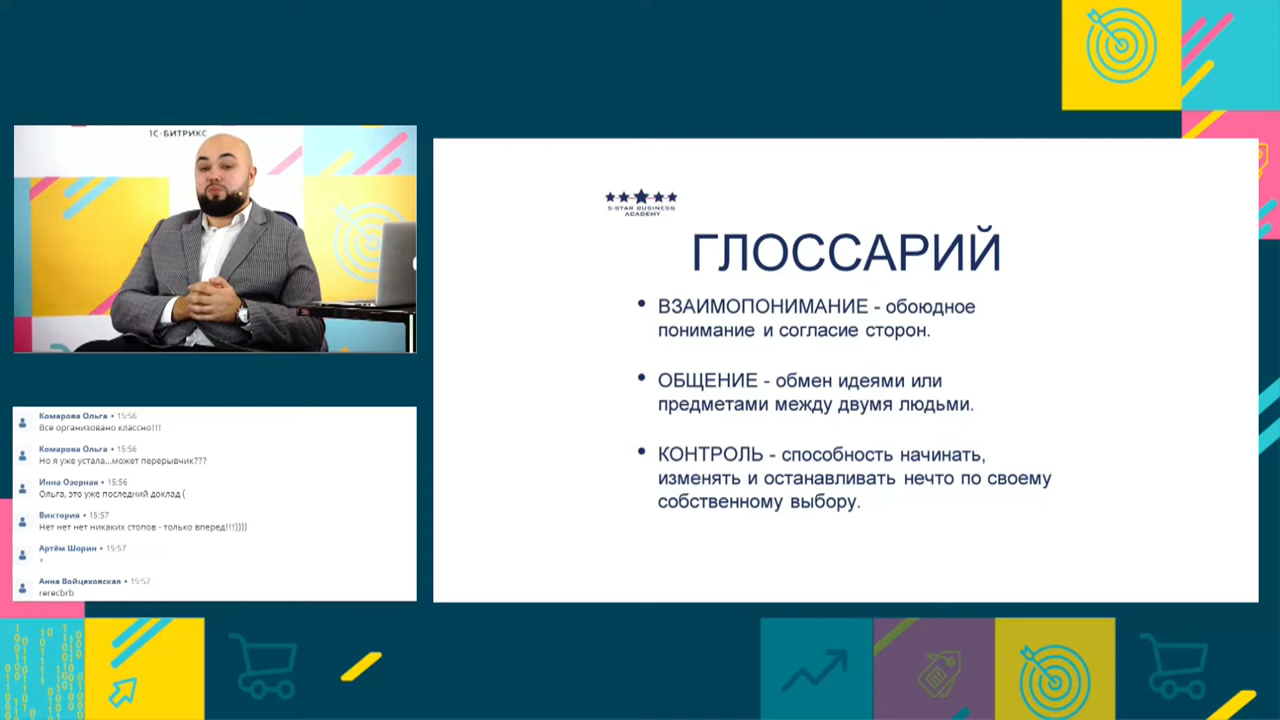 1С-БИТРИКС
5-STAR BUSINESS
ACADEMY
ГЛОССАРИЙ
• ВЗАИМОПОНИМАНИЕ - обоюдное
понимание и согласие сторон.
• ОБЩЕНИЕ - обмен идеями или
предметами между двумя людьми.
• КОНТРОЛЬ - способность начинать,
изменять и останавливать нечто по своему
собственному выбору.
Комарова Ольга • 15:56
Все организовано классно!!!
Комарова Ольга • 15:56
Но я уже устала...может перерывчик???
Инна Озерная • 15:56
Ольга, это уже последний доклад (
Виктория • 15:57
Нет нет нет никаких стопов - только вперед!!!))))
Артём Шорин • 15:57
+
Анна Войцеховская • 15:57
rerecbrb